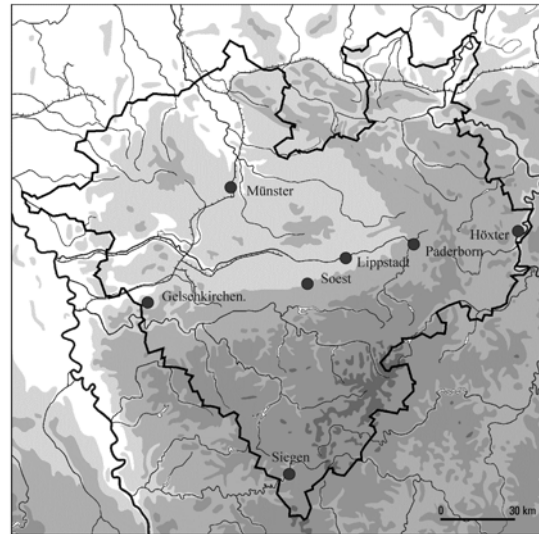 Münster
Höxter
Paderborn
Lippstadt
Soest
Gelsenkirchen.
Siegen
0 30 km